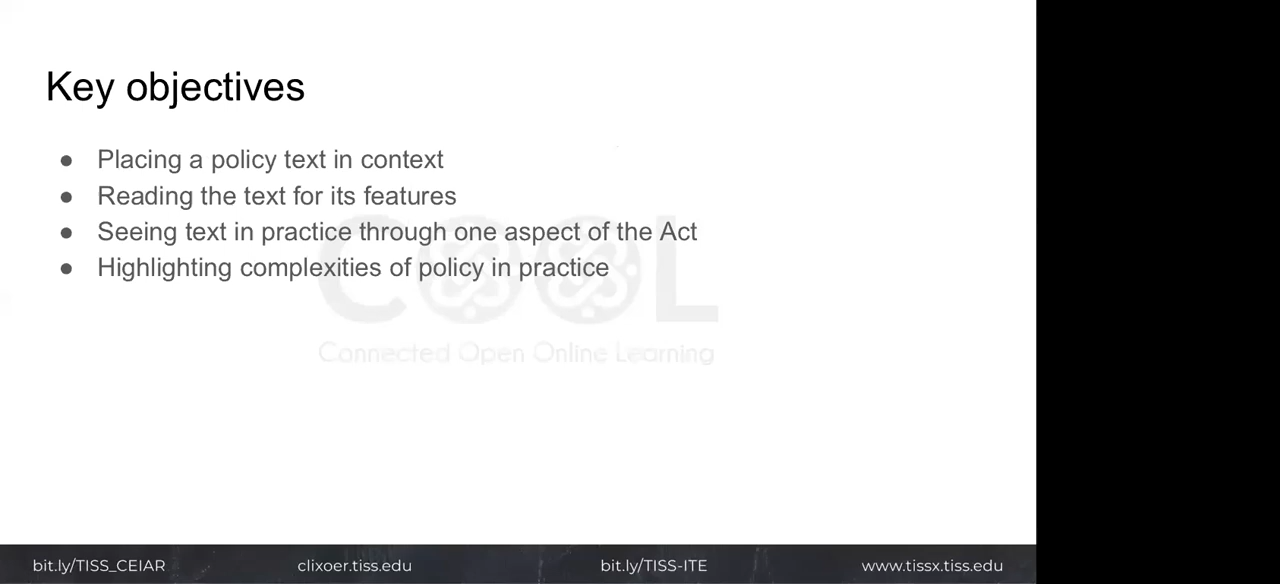 Key objectives
● Placing a policy text in context
● Reading the text for its features
● Seeing text in practice through one aspect of the Act
● Highlighting complexities of policy in practice
COOL
Connected Open Online Learning
bit.ly/TISS_CEIAR clixoer.tiss.edu bit.ly/TISS-ITE www.tissx.tiss.edu